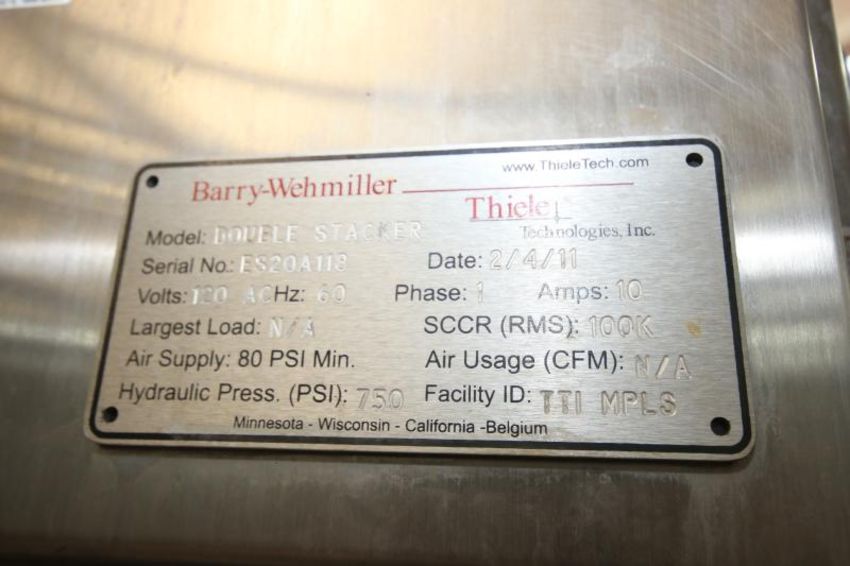 www.ThieleTech.com
Barry-Wehmiller
Thiele
Technologies, Inc.
Model: DOUBLE STACKER
Serial No.: ES20A118 Date: 2/4/11
Volts: 120 AC Hz: 60 Phase: 1 Amps: 10
Largest Load: N/A SCCR (RMS): 100K
Air Supply: 80 PSI Min. Air Usage (CFM): N/A
Hydraulic Press. (PSI): 750 Facility ID: TTI MPLS
Minnesota - Wisconsin - California -Belgium